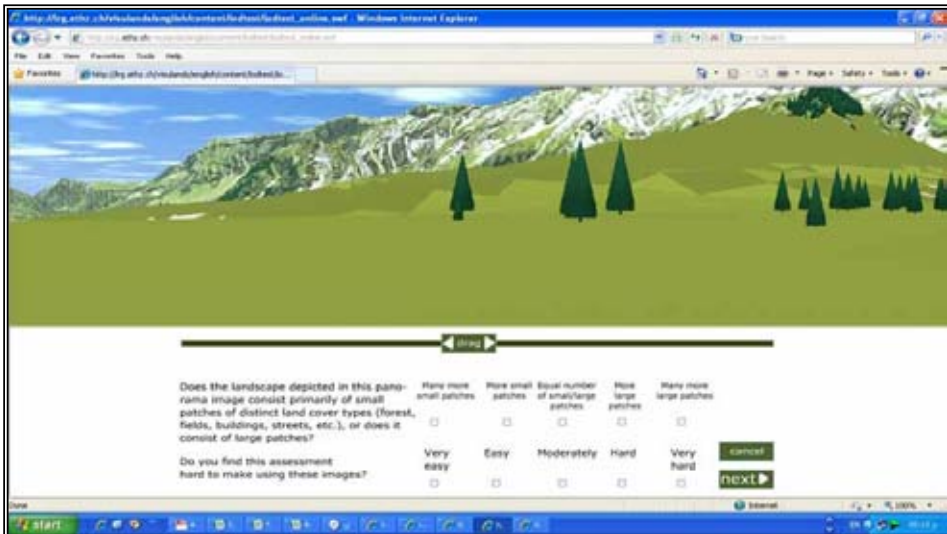 Windows Internet Explorer
File Edit View Favorites Tools Help
Favorites
Page Safety Tools
drag
Does the landscape depicted in this pano-
rama image consist primarily of small
patches of distinct land cover types (forest,
fields, buildings, streets, etc.), or does it
consist of large patches?
Many more
small patches
More small
patches
Equal number
of small/large
patches
More
large
patches
Many more
large patches
Do you find this assessment
hard to make using these images?
Very
easy
Easy
Moderately
Hard
Very
hard
cancel
next
Done
Internet
100%
start